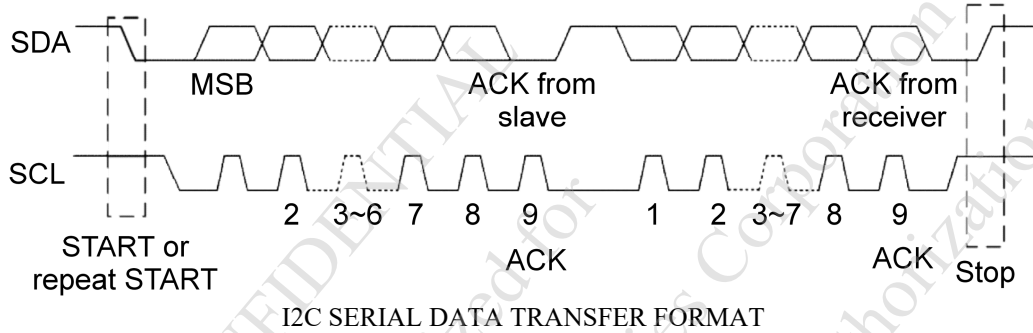 SDA
MSB
ACK from
slave
ACK from
receiver
SCL
2 3~6 7 8 9 1 2 3~7 8 9
START or
repeat START
ACK
ACK
Stop
I2C SERIAL DATA TRANSFER FORMAT
Corporation